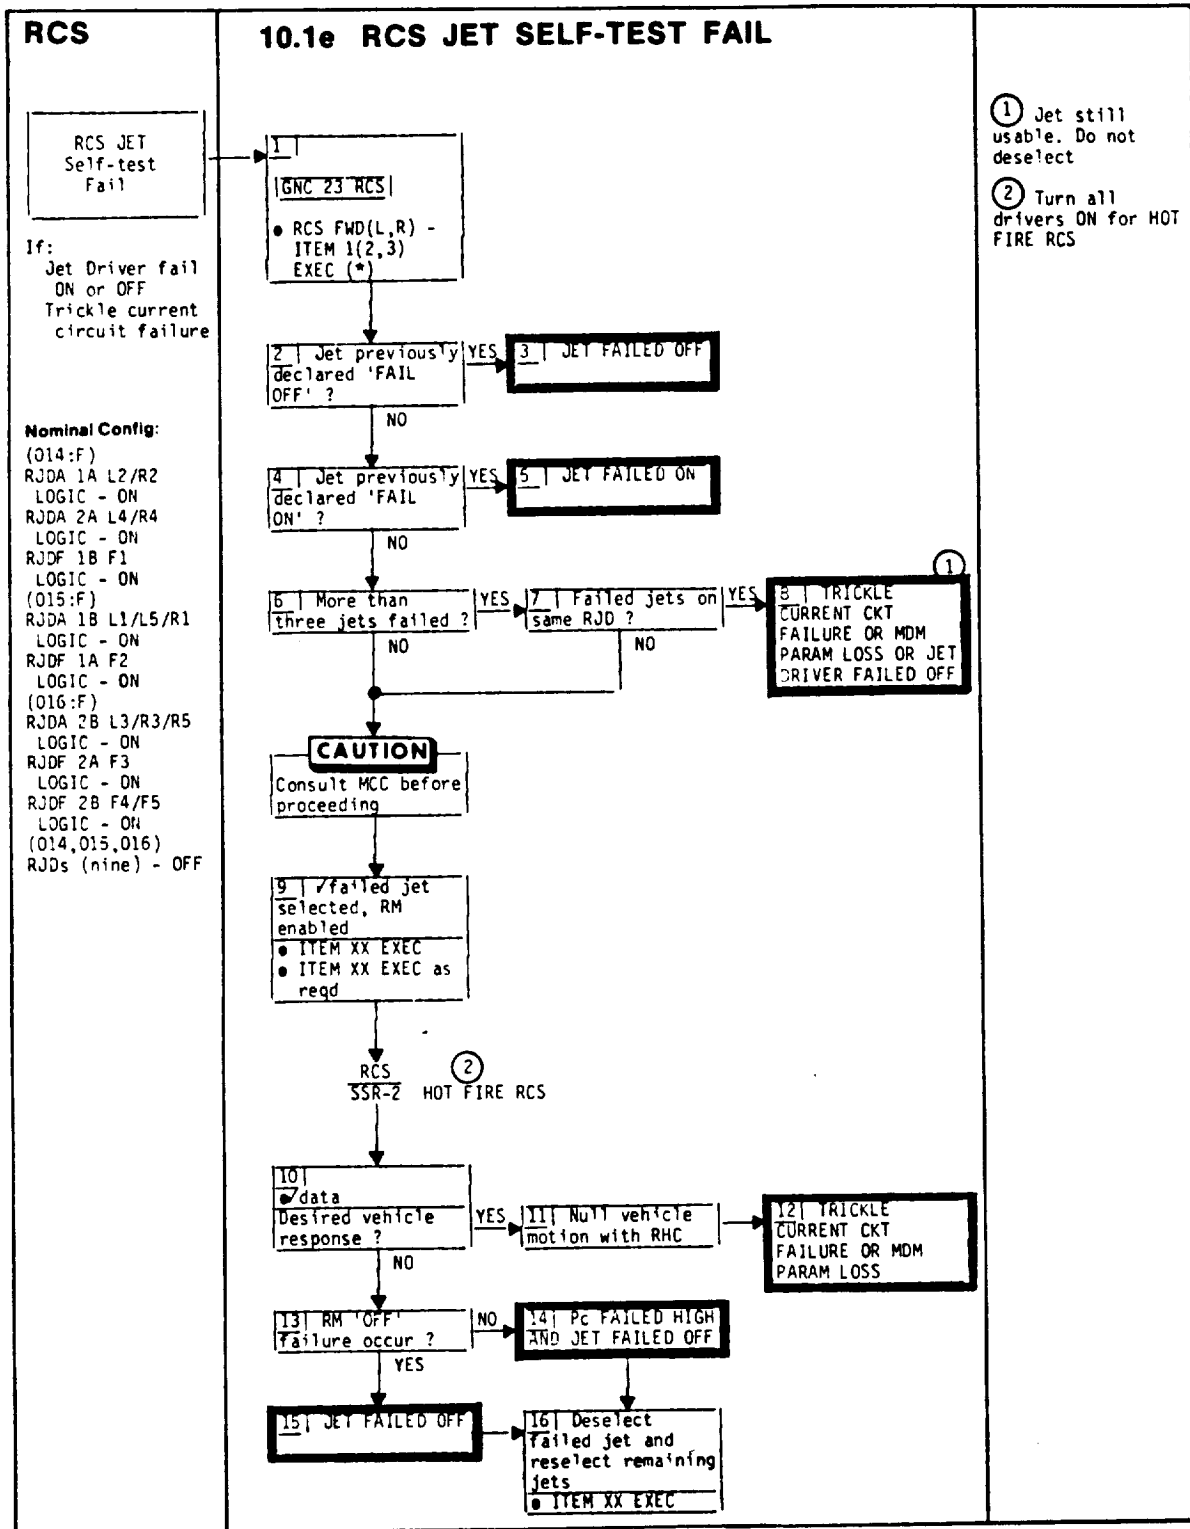 RCS
10.1e RCS JET SELF-TEST FAIL
RCS JET
Self-test
Fail
If:
Jet Driver fail
ON or OFF
Trickle current
circuit failure
Nominal Config:
(014:F)
RJDA 1A L2/R2
LOGIC - ON
RJDA 2A L4/R4
LOGIC - ON
RJDF 1B F1
LOGIC - ON
(015:F)
RJDA 1B L1/L5/R1
LOGIC - ON
RJDF 1A F2
LOGIC - ON
(016:F)
RJDA 2B L3/R3/R5
LOGIC - ON
RJDF 2A F3
LOGIC - ON
RJDF 2B F4/F5
LOGIC - ON
(014,015,016)
RJDs (nine) - OFF
1
GNC 23 RCS
• RCS FWD(L,R) -
ITEM 1(2,3)
EXEC (*)
2 Jet previously
declared 'FAIL
OFF' ?
YES
3 JET FAILED OFF
NO
4 Jet previously
declared 'FAIL
ON' ?
YES
5 JET FAILED ON
NO
6 More than
three jets failed ?
YES
7 Failed jets on
same RJD ?
YES
1
8 TRICKLE
CURRENT CKT
FAILURE OR MDM
PARAM LOSS OR JET
DRIVER FAILED OFF
NO
NO
CAUTION
Consult MCC before
proceeding
9 √failed jet
selected, RM
enabled
• ITEM XX EXEC
• ITEM XX EXEC as
reqd
RCS
SSR-2
2
HOT FIRE RCS
10
•√data
Desired vehicle
response ?
YES
11 Null vehicle
motion with RHC
12 TRICKLE
CURRENT CKT
FAILURE OR MDM
PARAM LOSS
NO
13 RM 'OFF'
failure occur ?
NO
14 Pc FAILED HIGH
AND JET FAILED OFF
YES
15 JET FAILED OFF
16 Deselect
failed jet and
reselect remaining
jets
• ITEM XX EXEC
1 Jet still
usable. Do not
deselect
2 Turn all
drivers ON for HOT
FIRE RCS